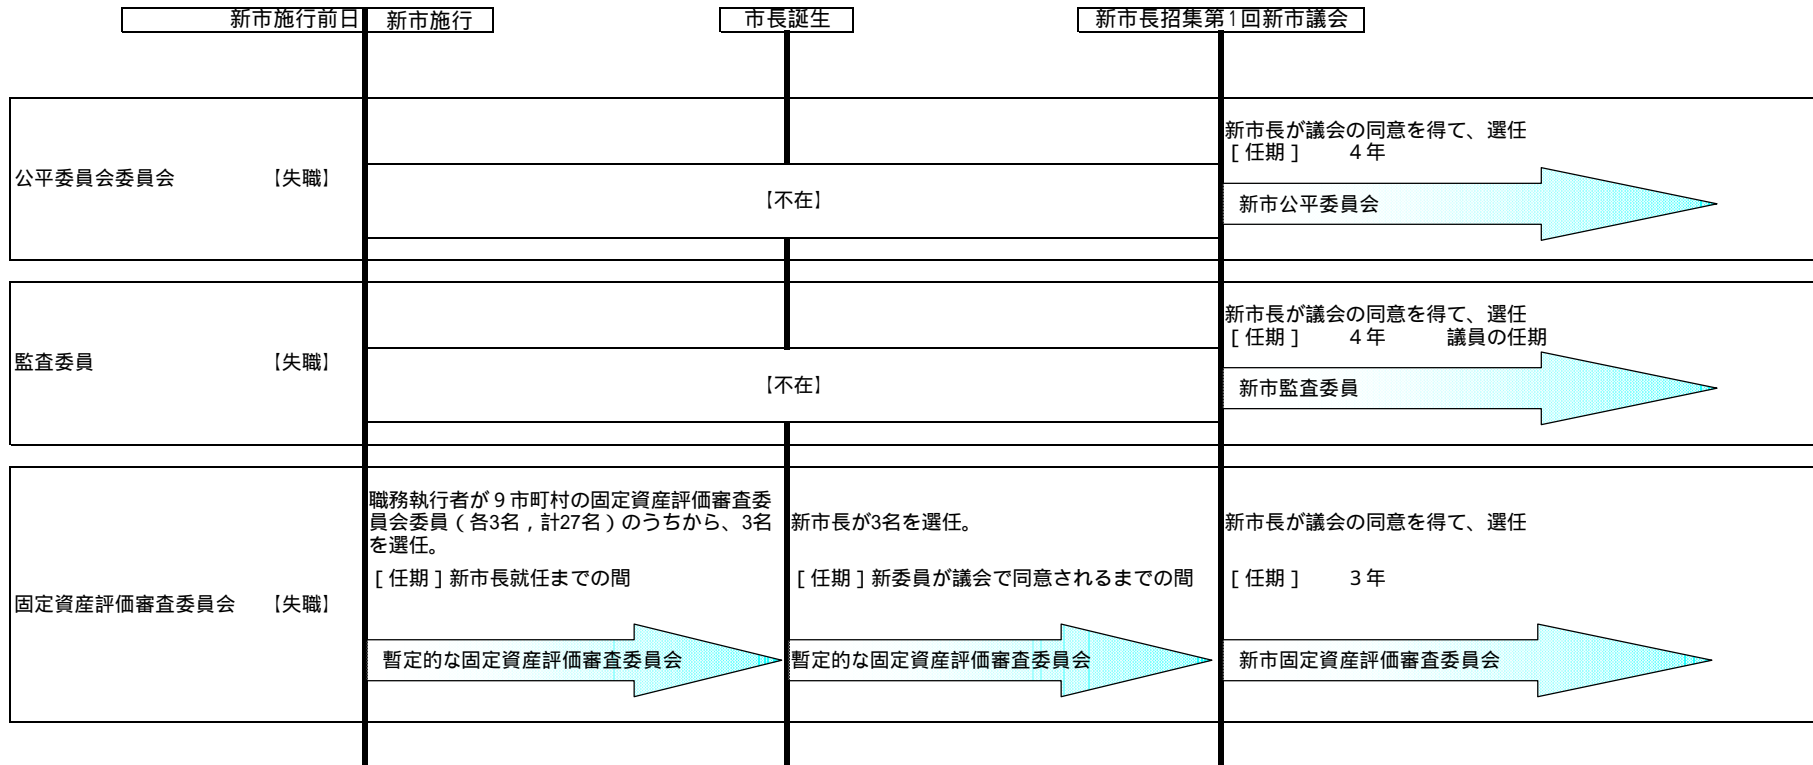 新市施行前日
新市施行
市長誕生
新市長招集第1回新市議会
公平委員会委員会 【失職】
【不在】
新市長が議会の同意を得て、選任
[任期] 4年
新市公平委員会
監査委員 【失職】
【不在】
新市長が議会の同意を得て、選任
[任期] 4年 議員の任期
新市監査委員
固定資産評価審査委員会 【失職】
職務執行者が9市町村の固定資産評価審査委
員会委員(各3名,計27名)のうちから、3名
を選任。
[任期]新市長就任までの間
暫定的な固定資産評価審査委員会
新市長が3名を選任。
[任期]新委員が議会で同意されるまでの間
暫定的な固定資産評価審査委員会
新市長が議会の同意を得て、選任
[任期] 3年
新市固定資産評価審査委員会